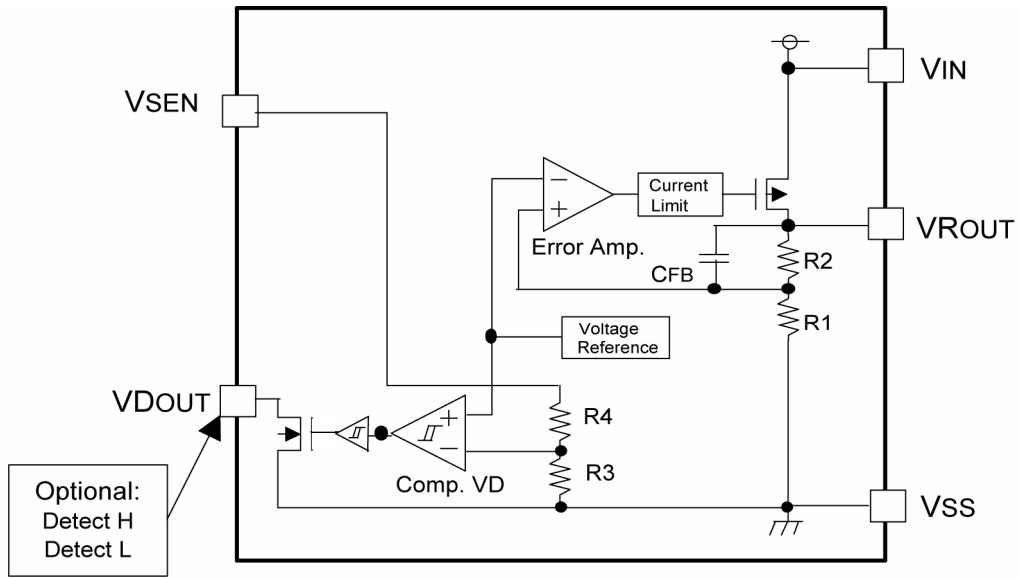 VIN
VSEN
Current
Limit
−
+
Error Amp.
VROUT
R2
CFB
R1
Voltage
Reference
VDOUT
+
−
R4
R3
Comp. VD
Optional:
Detect H
Detect L
VSS